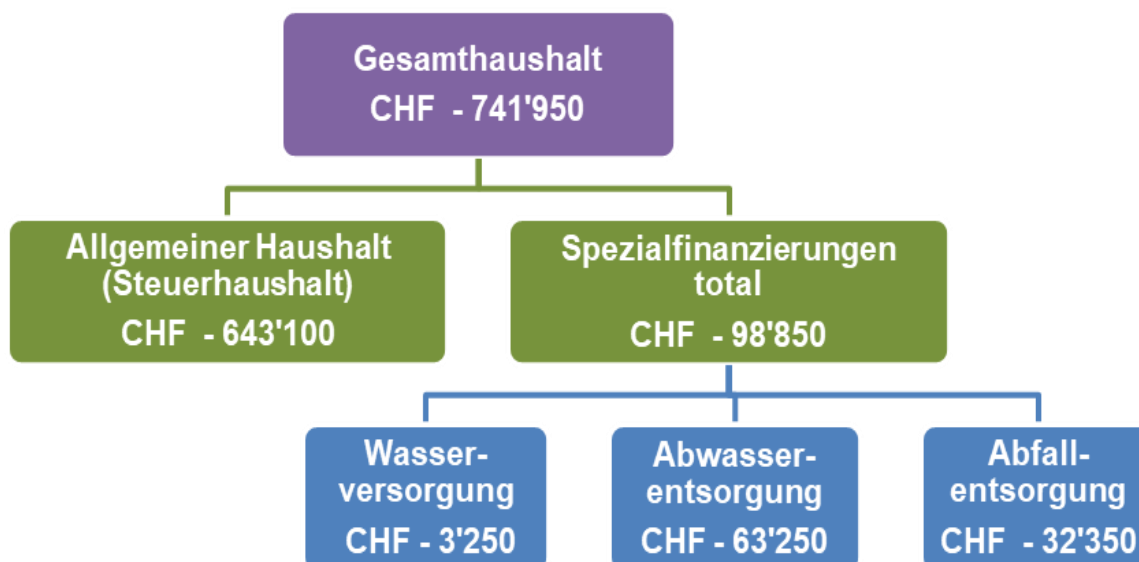 Gesamthaushalt
CHF - 741'950
Allgemeiner Haushalt
(Steuerhaushalt)
CHF - 643'100
Spezialfinanzierungen
total
CHF - 98'850
Wasser-
versorgung
CHF - 3'250
Abwasser-
entsorgung
CHF - 63'250
Abfall-
entsorgung
CHF - 32'350